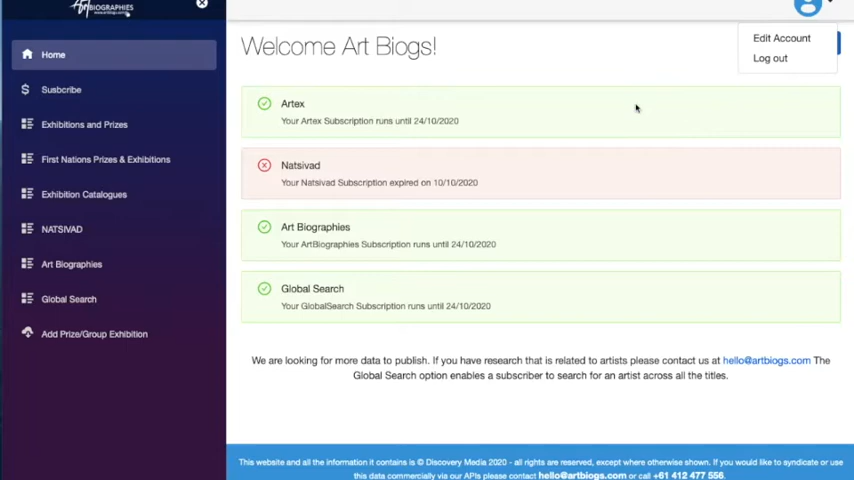 Art BIOGRAPHIES
www.artbiogs.com.au
Home
Susbcribe
Exhibitions and Prizes
First Nations Prizes & Exhibitions
Exhibition Catalogues
NATSIVAD
Art Biographies
Global Search
Add Prize/Group Exhibition
Edit Account
Log out
Welcome Art Biogs!
Artex
Your Artex Subscription runs until 24/10/2020
Natsivad
Your Natsivad Subscription expired on 10/10/2020
Art Biographies
Your ArtBiographies Subscription runs until 24/10/2020
Global Search
Your GlobalSearch Subscription runs until 24/10/2020
We are looking for more data to publish. If you have research that is related to artists please contact us at hello@artbiogs.com The
Global Search option enables a subscriber to search for an artist across all the titles.
This website and all the information it contains is © Discovery Media 2020 - all rights are reserved, except where otherwise shown. If you would like to syndicate or use
this data commercially via our APIs please contact hello@artbiogs.com or call +61 412 477 556.